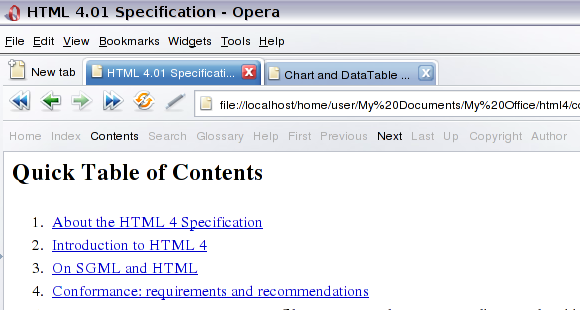 HTML 4.01 Specification - Opera
File Edit View Bookmarks Widgets Tools Help
New tab HTML 4.01 Specificati... Chart and DataTable ...
file://localhost/home/user/My%20Documents/My%20Office/html4/co
Home Index Contents Search Glossary Help First Previous Next Last Up Copyright Author
Quick Table of Contents
1. About the HTML 4 Specification
2. Introduction to HTML 4
3. On SGML and HTML
4. Conformance: requirements and recommendations